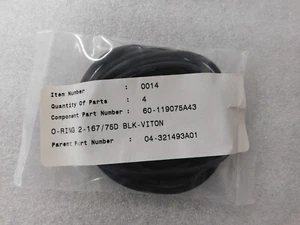 Item Number : 0014
Quantity Of Parts : 4
Component Part Number : 60-119075A43
O-RING 2-167/75D BLK-VITON
Parent Part Number : 04-321493A01